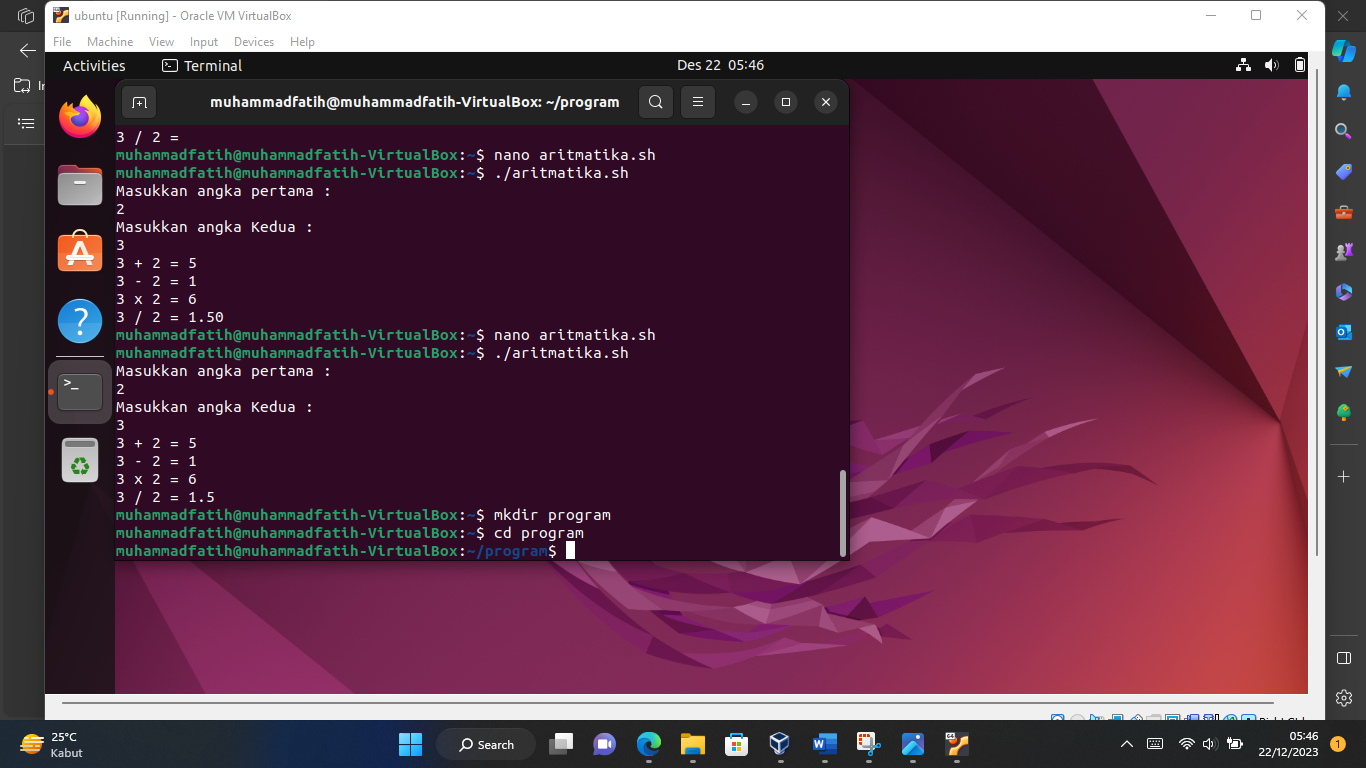 ubuntu [Running] - Oracle VM VirtualBox
File Machine View Input Devices Help
Activities Terminal Des 22 05:46
muhammadfatih@muhammadfatih-VirtualBox: ~/program
3 / 2 =
muhammadfatih@muhammadfatih-VirtualBox:~$ nano aritmatika.sh
muhammadfatih@muhammadfatih-VirtualBox:~$ ./aritmatika.sh
Masukkan angka pertama :
2
Masukkan angka Kedua :
3
3 + 2 = 5
3 - 2 = 1
3 x 2 = 6
3 / 2 = 1.50
muhammadfatih@muhammadfatih-VirtualBox:~$ nano aritmatika.sh
muhammadfatih@muhammadfatih-VirtualBox:~$ ./aritmatika.sh
Masukkan angka pertama :
2
Masukkan angka Kedua :
3
3 + 2 = 5
3 - 2 = 1
3 x 2 = 6
3 / 2 = 1.5
muhammadfatih@muhammadfatih-VirtualBox:~$ mkdir program
muhammadfatih@muhammadfatih-VirtualBox:~$ cd program
muhammadfatih@muhammadfatih-VirtualBox:~/program$
25°C
Kabut
Search
05:46
22/12/2023
1